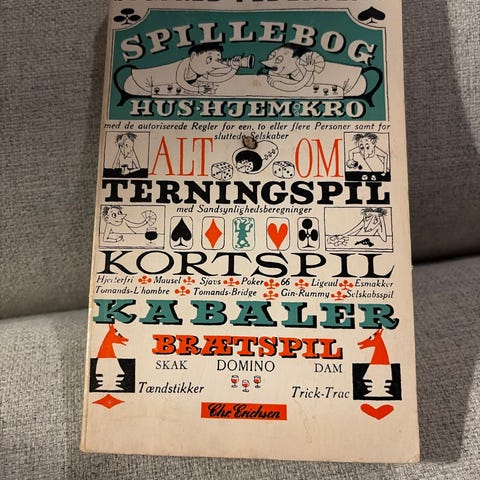 SPILLEBOG
HUS·HJEM OG KRO
med de autoriserede Regler for een, to eller flere Personer samt for
sluttede Selskaber
ALT OM
TERNINGSPIL
med Sandsynlighedsberegninger
KORTSPIL
Hjerterfri Mausel Sjavs Poker 66 Ligeud Esmakker
Tomands-L'hombre Tomands-Bridge Gin-Rummy Selskabsspil
KABALER
BRÆTSPIL
SKAK DOMINO DAM
Tændstikker Trick-Trac
Chr. Erichsen